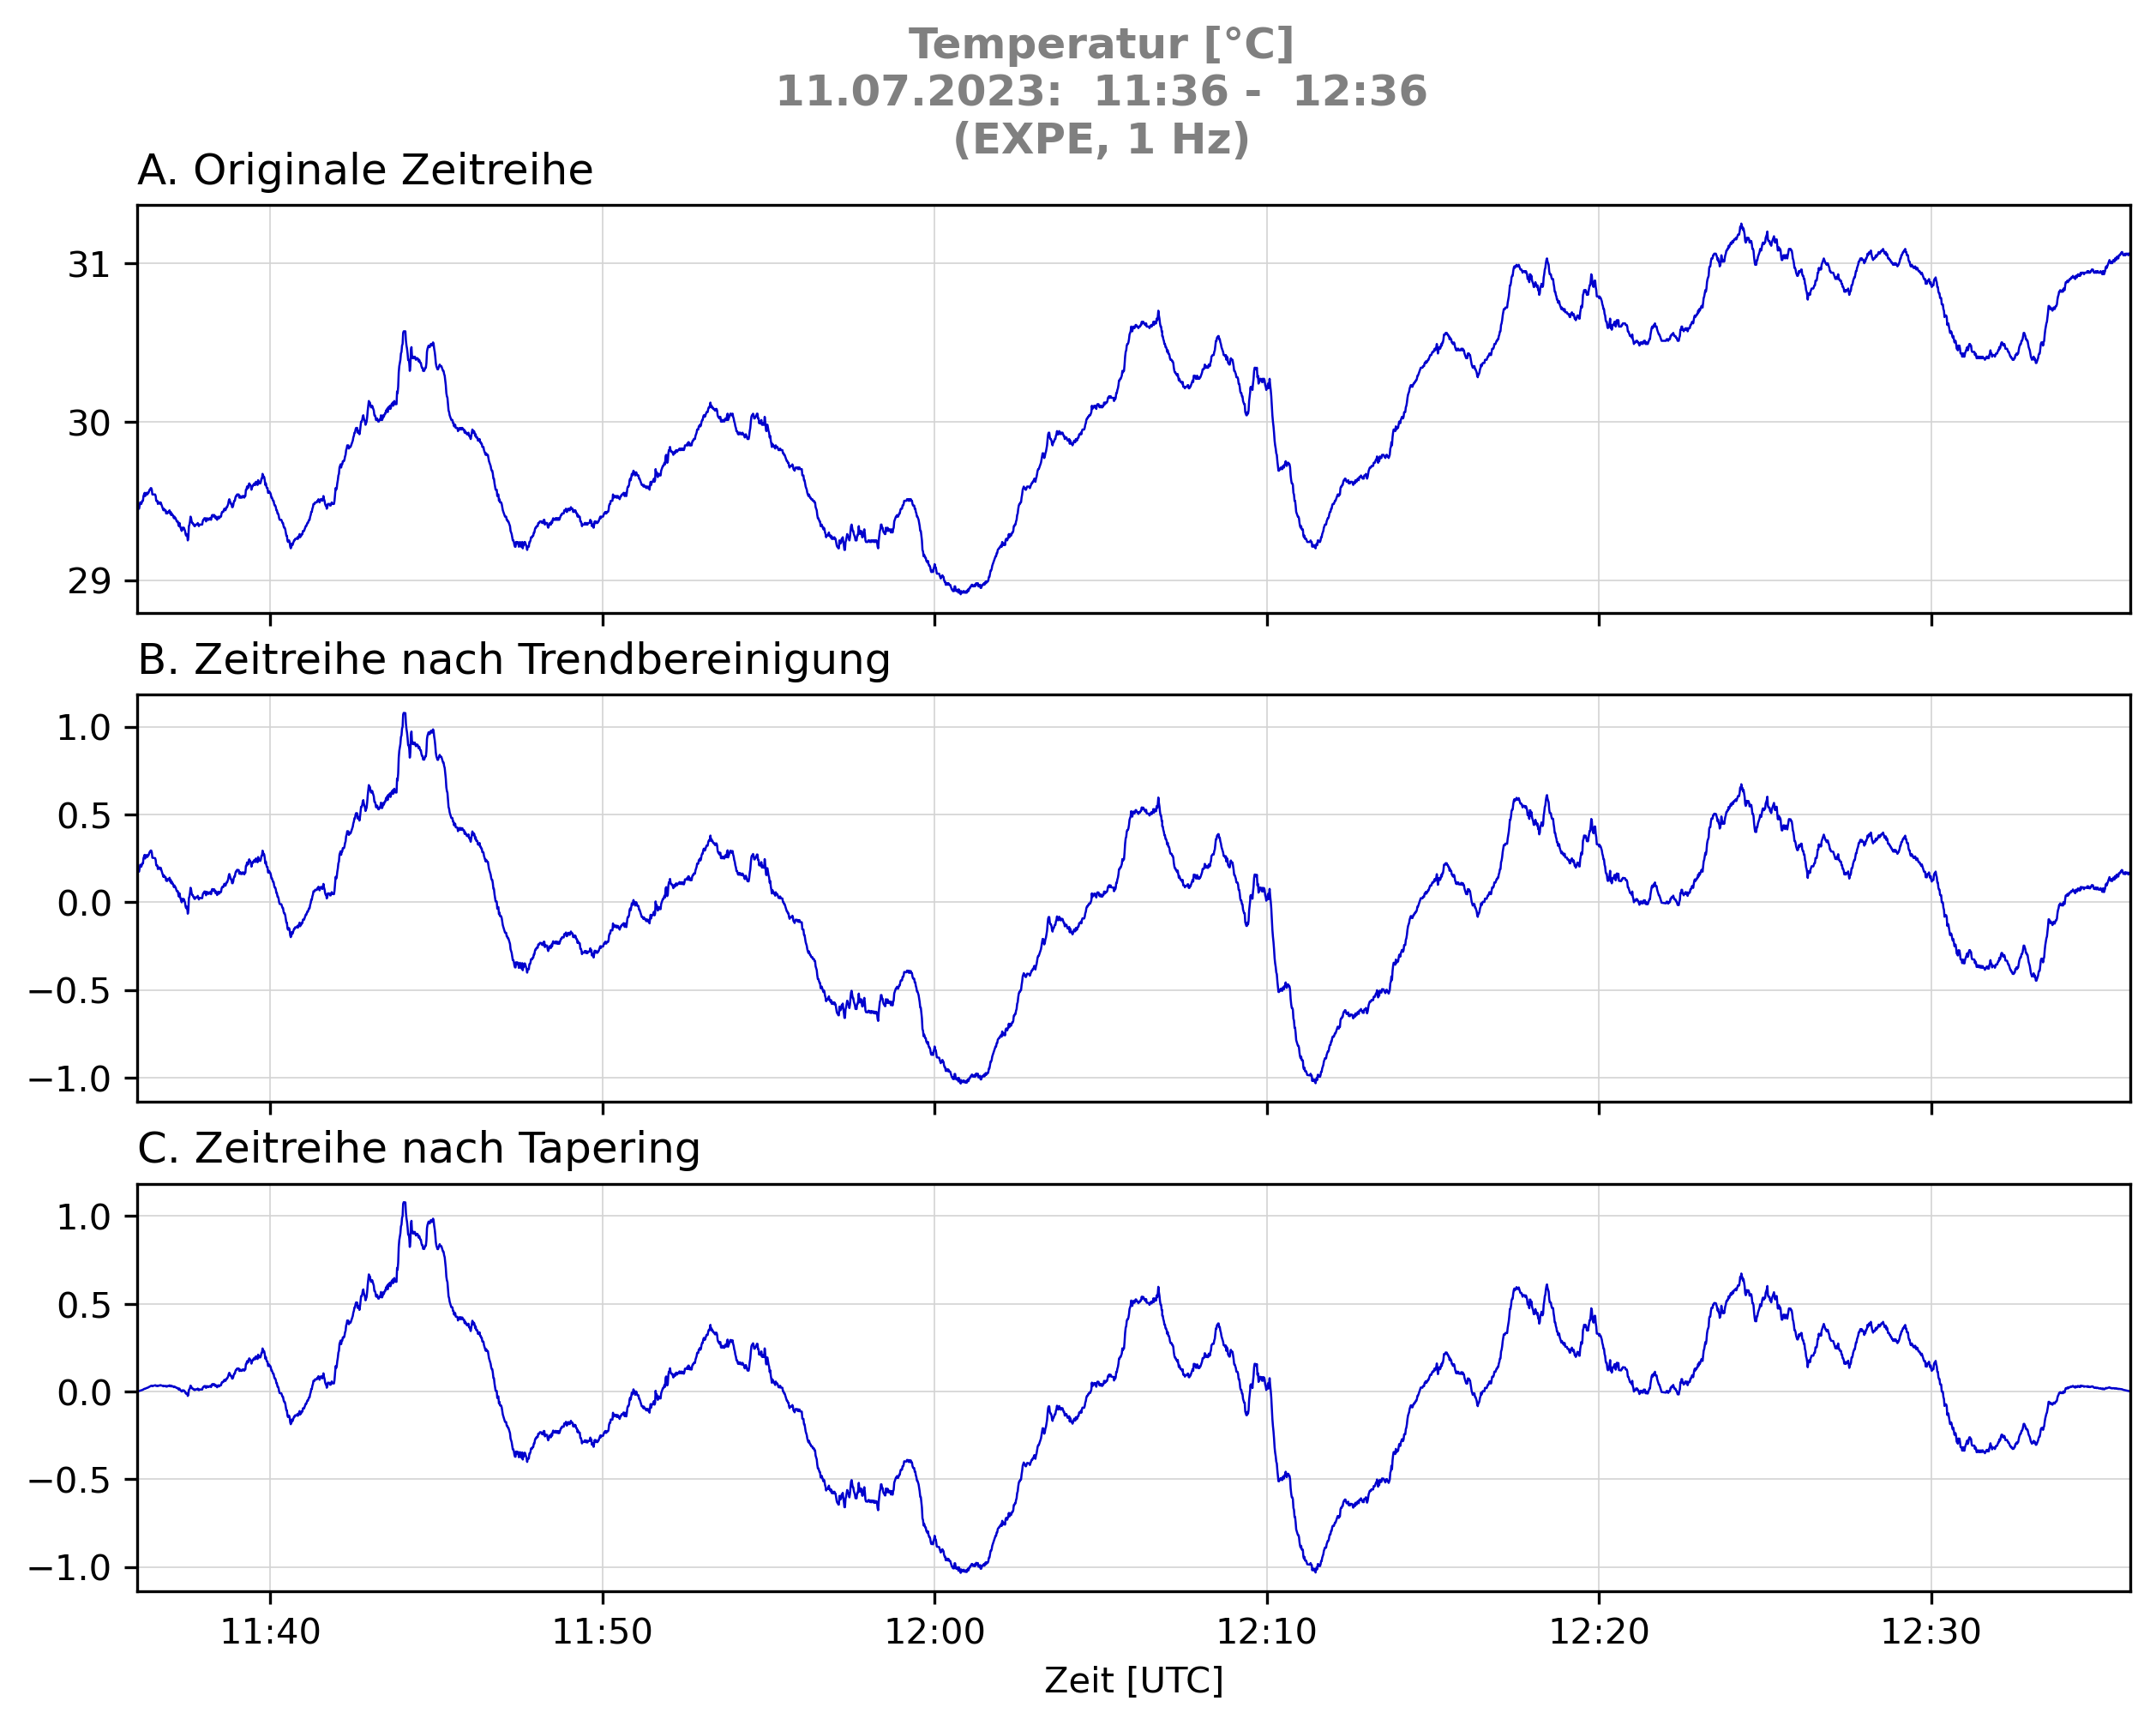 Temperatur [°C]
11.07.2023:  11:36 -  12:36
(EXPE, 1 Hz)
A. Originale Zeitreihe
31
30
29
B. Zeitreihe nach Trendbereinigung
1.0
0.5
0.0
−0.5
−1.0
C. Zeitreihe nach Tapering
1.0
0.5
0.0
−0.5
−1.0
11:40 11:50 12:00 12:10 12:20 12:30
Zeit [UTC]